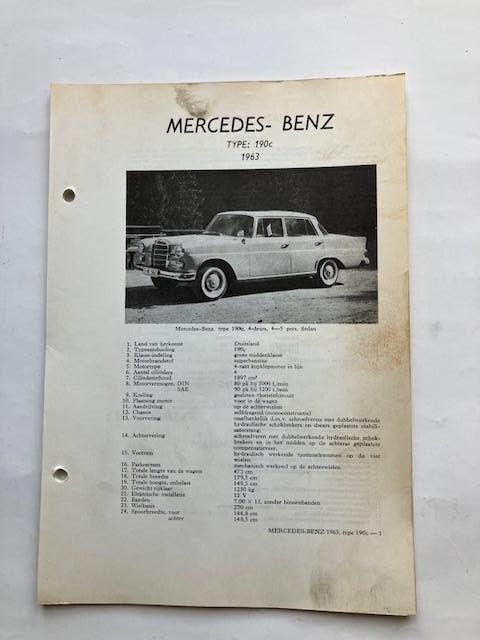 MERCEDES- BENZ
TYPE: 190c
1963
Mercedes-Benz, type 190c, 4-deurs, 4—5 pers. Sedan
1. Land van herkomst Duitsland
2. Typeaanduiding 190c
3. Klasse-indeling grote middenklasse
4. Motorbrandstof superbenzine
5. Motortype 4-takt kopklepmotor in lijn
6. Aantal cilinders 4
7. Cilinderinhoud 1897 cm³
8. Motorvermogen, DIN 80 pk bij 5000 t./min
SAE 90 pk bij 5200 t./min
9. Koeling gesloten vloeistofcircuit
10. Plaatsing motor voor in de wagen
11. Aandrijving op de achterwielen
12. Chassis zelfdragend (monoconstructie)
13. Voorvering onafhankelijk d.m.v. schroefveren met dubbelwerkende
hydraulische schokbrekers en dwars geplaatste stabili-
satorstang.
14. Achtervering schroefveren met dubbelwerkende hydraulische schok-
brekers en in het midden op de achteras geplaatste
compensatieveer.
15. Voetrem hydraulisch werkende trommelremmen op de vier
wielen
16. Parkeerrem mechanisch werkend op de achterwielen
17. Totale lengte van de wagen 473 cm
18. Totale breedte 179,5 cm
19. Totale hoogte, onbelast 149,5 cm
20. Gewicht rijklaar 1250 kg
21. Elektrische installatie 12 V
22. Banden 7.00 × 13, zonder binnenbanden
23. Wielbasis 270 cm
24. Spoorbreedte, voor 146,8 cm
achter 148,5 cm
MERCEDES-BENZ 1963, type 190c — 1